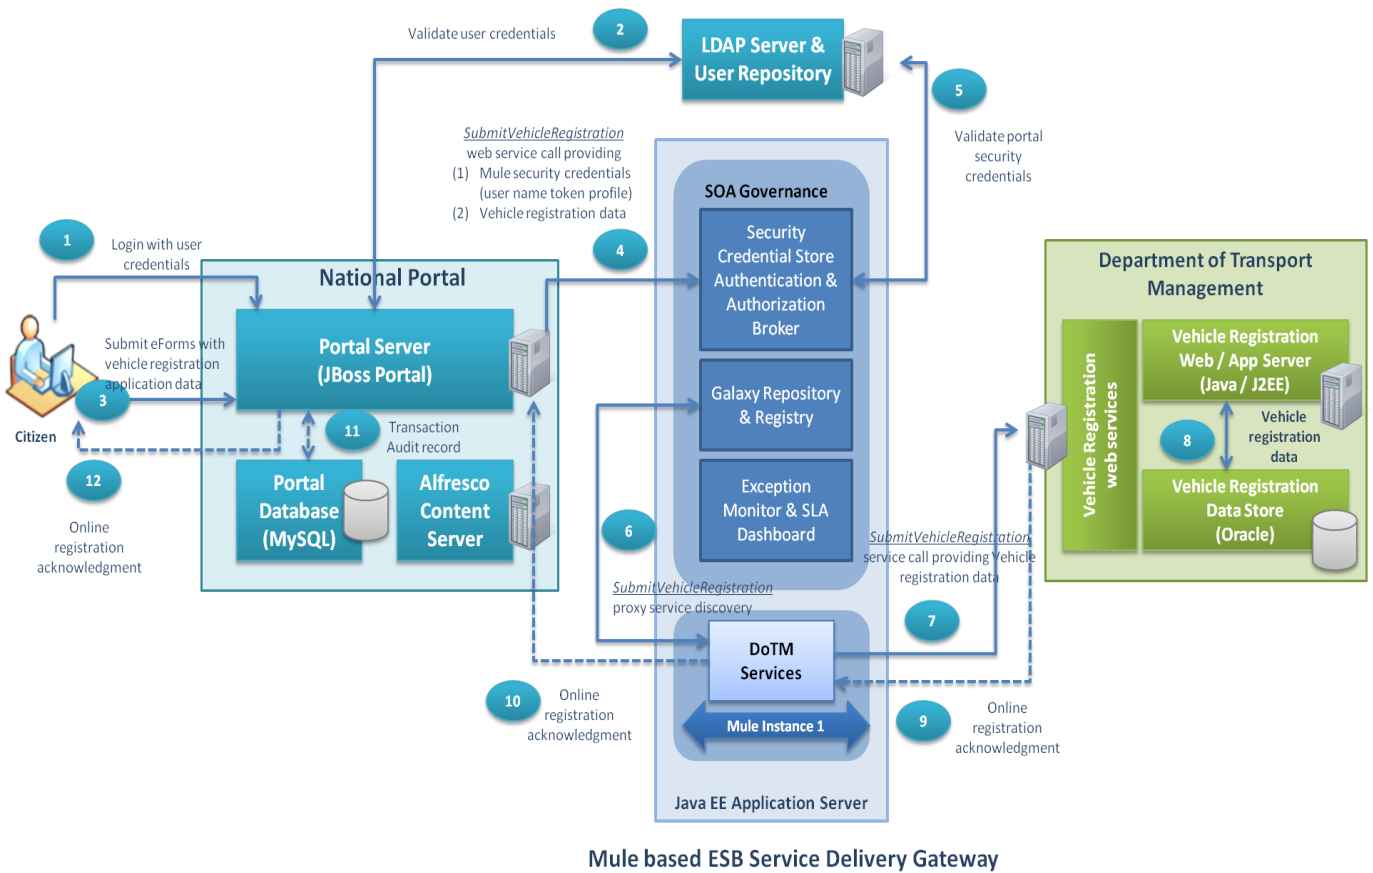 Validate user credentials
2
LDAP Server &
User Repository
5
Validate portal
security
credentials
SubmitVehicleRegistration
web service call providing
(1) Mule security credentials
(user name token profile)
(2) Vehicle registration data
SOA Governance
Security
Credential Store
Authentication &
Authorization
Broker
1
Login with user
credentials
4
National Portal
Department of Transport
Management
Portal Server
(JBoss Portal)
Submit eForms with
vehicle registration
application data
3
Citizen
Galaxy Repository
& Registry
Vehicle Registration
web services
Vehicle Registration
Web / App Server
(Java / J2EE)
8
Vehicle
registration
data
11
Transaction
Audit record
12
Online
registration
acknowledgment
Portal
Database
(MySQL)
Alfresco
Content
Server
Exception
Monitor & SLA
Dashboard
Vehicle Registration
Data Store
(Oracle)
6
SubmitVehicleRegistration
proxy service discovery
SubmitVehicleRegistration
service call providing Vehicle
registration data
7
DoTM
Services
10
Online
registration
acknowledgment
Mule Instance 1
9
Online
registration
acknowledgment
Java EE Application Server
Mule based ESB Service Delivery Gateway